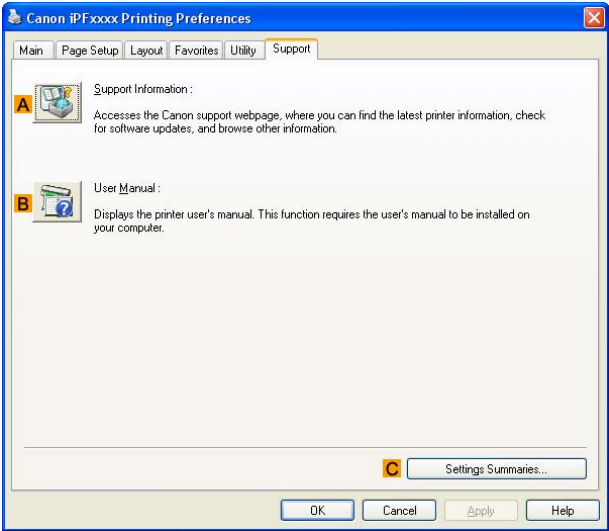 Canon iPFxxxx Printing Preferences
Main Page Setup Layout Favorites Utility Support
A
Support Information :
Accesses the Canon support webpage, where you can find the latest printer information, check
for software updates, and browse other information.
B
User Manual :
Displays the printer user's manual. This function requires the user's manual to be installed on
your computer.
C Settings Summaries...
OK Cancel Apply Help